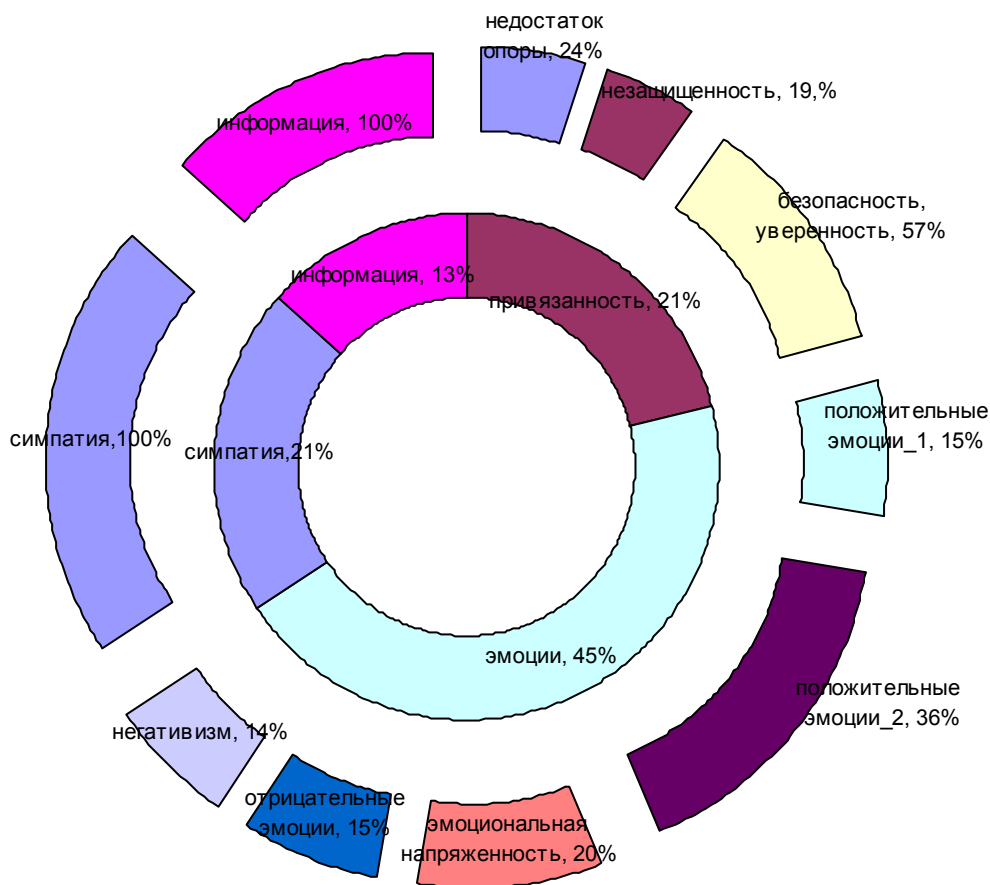 недостаток
опоры, 24%
незащищенность, 19,%
информация, 100%
безопасность,
уверенность, 57%
информация, 13%
привязанность, 21%
положительные
эмоции_1, 15%
симпатия,100%
симпатия,21%
эмоции, 45%
положительные
эмоции_2, 36%
негативизм, 14%
отрицательные
эмоции, 15%
эмоциональная
напряженность, 20%